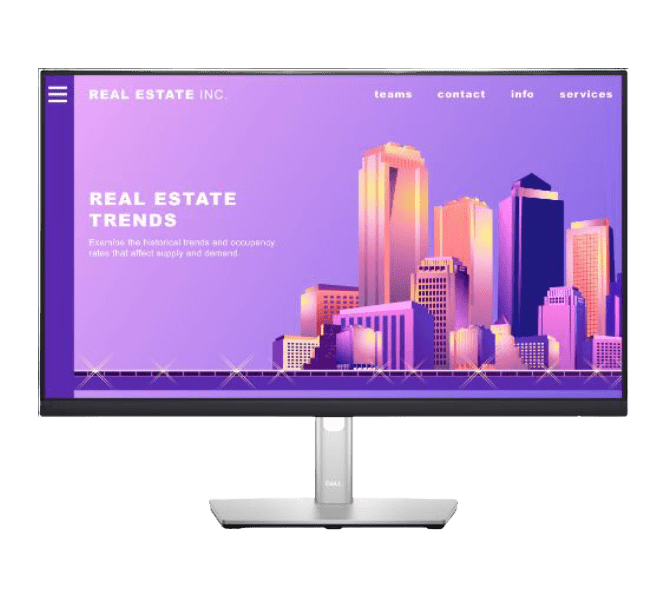 REAL ESTATE INC.
teams contact info services
REAL ESTATE
TRENDS
Examine the historical trends and occupancy
rates that affect supply and demand.
DELL